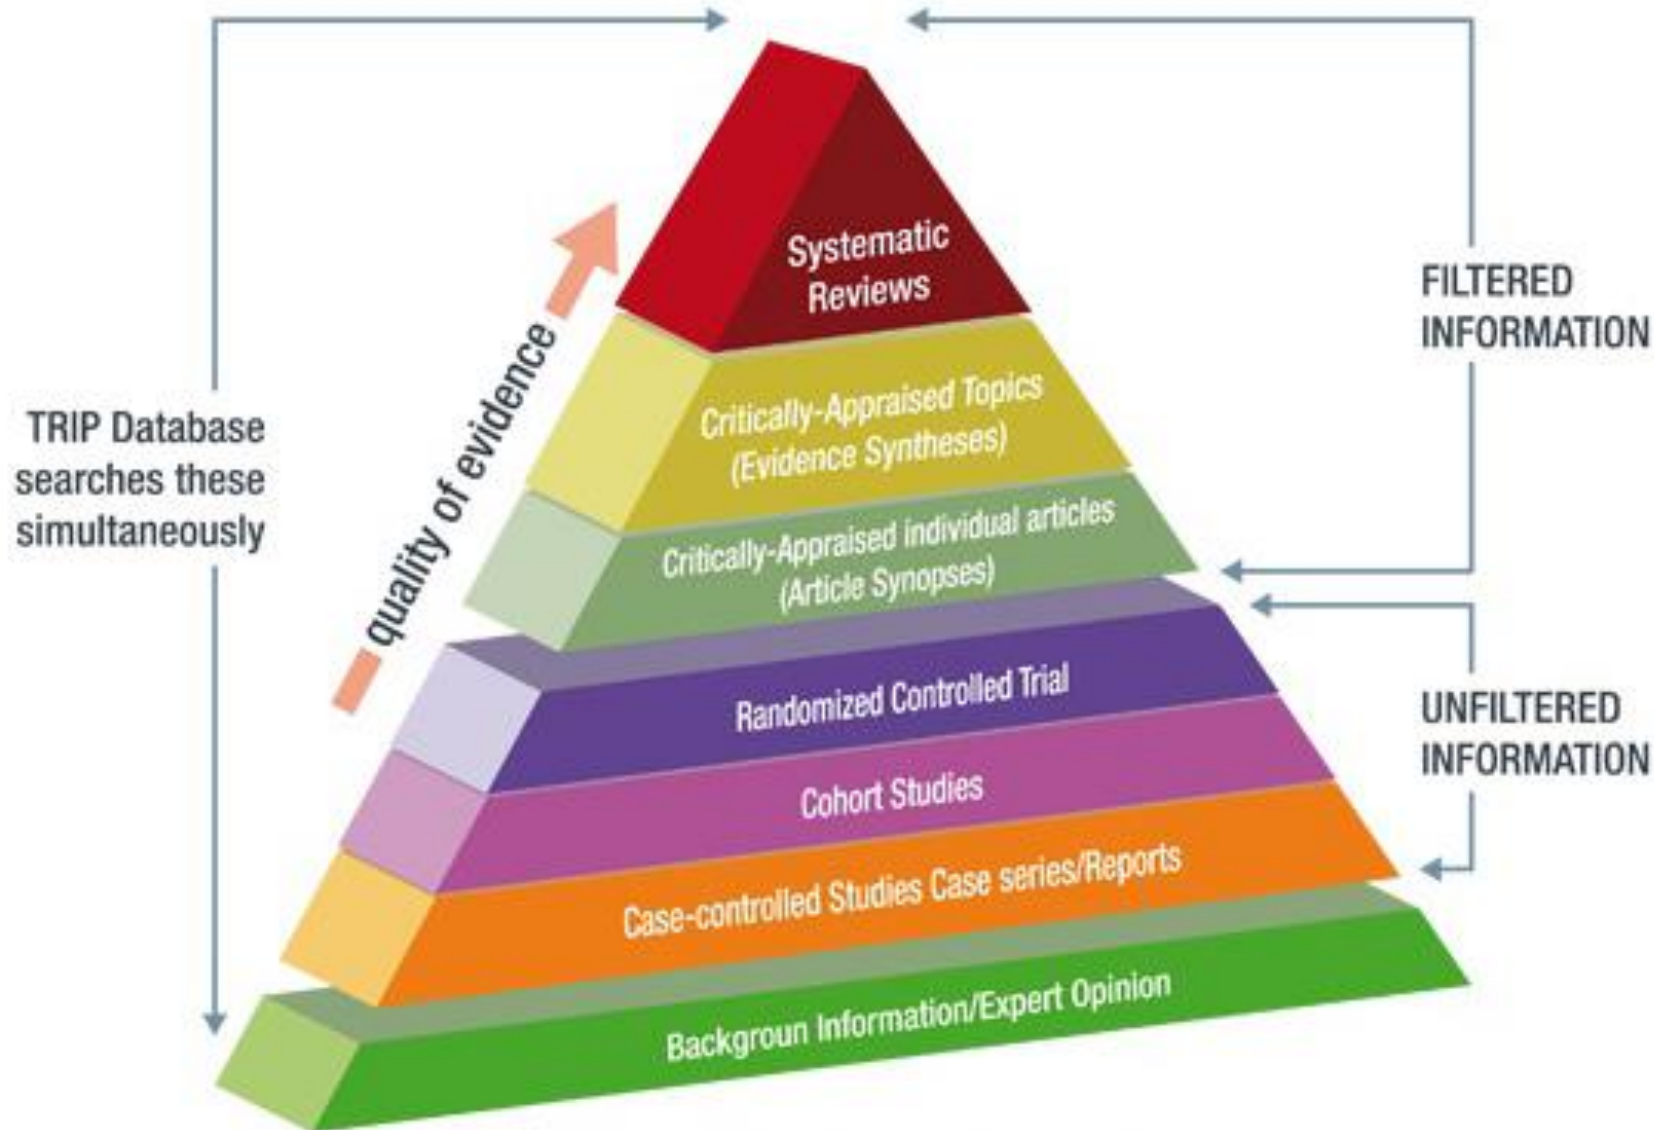 Systematic
Reviews
Critically-Appraised Topics
(Evidence Syntheses)
Critically-Appraised individual articles
(Article Synopses)
Randomized Controlled Trial
Cohort Studies
Case-controlled Studies Case series/Reports
Backgroun Information/Expert Opinion
quality of evidence
TRIP Database
searches these
simultaneously
FILTERED
INFORMATION
UNFILTERED
INFORMATION